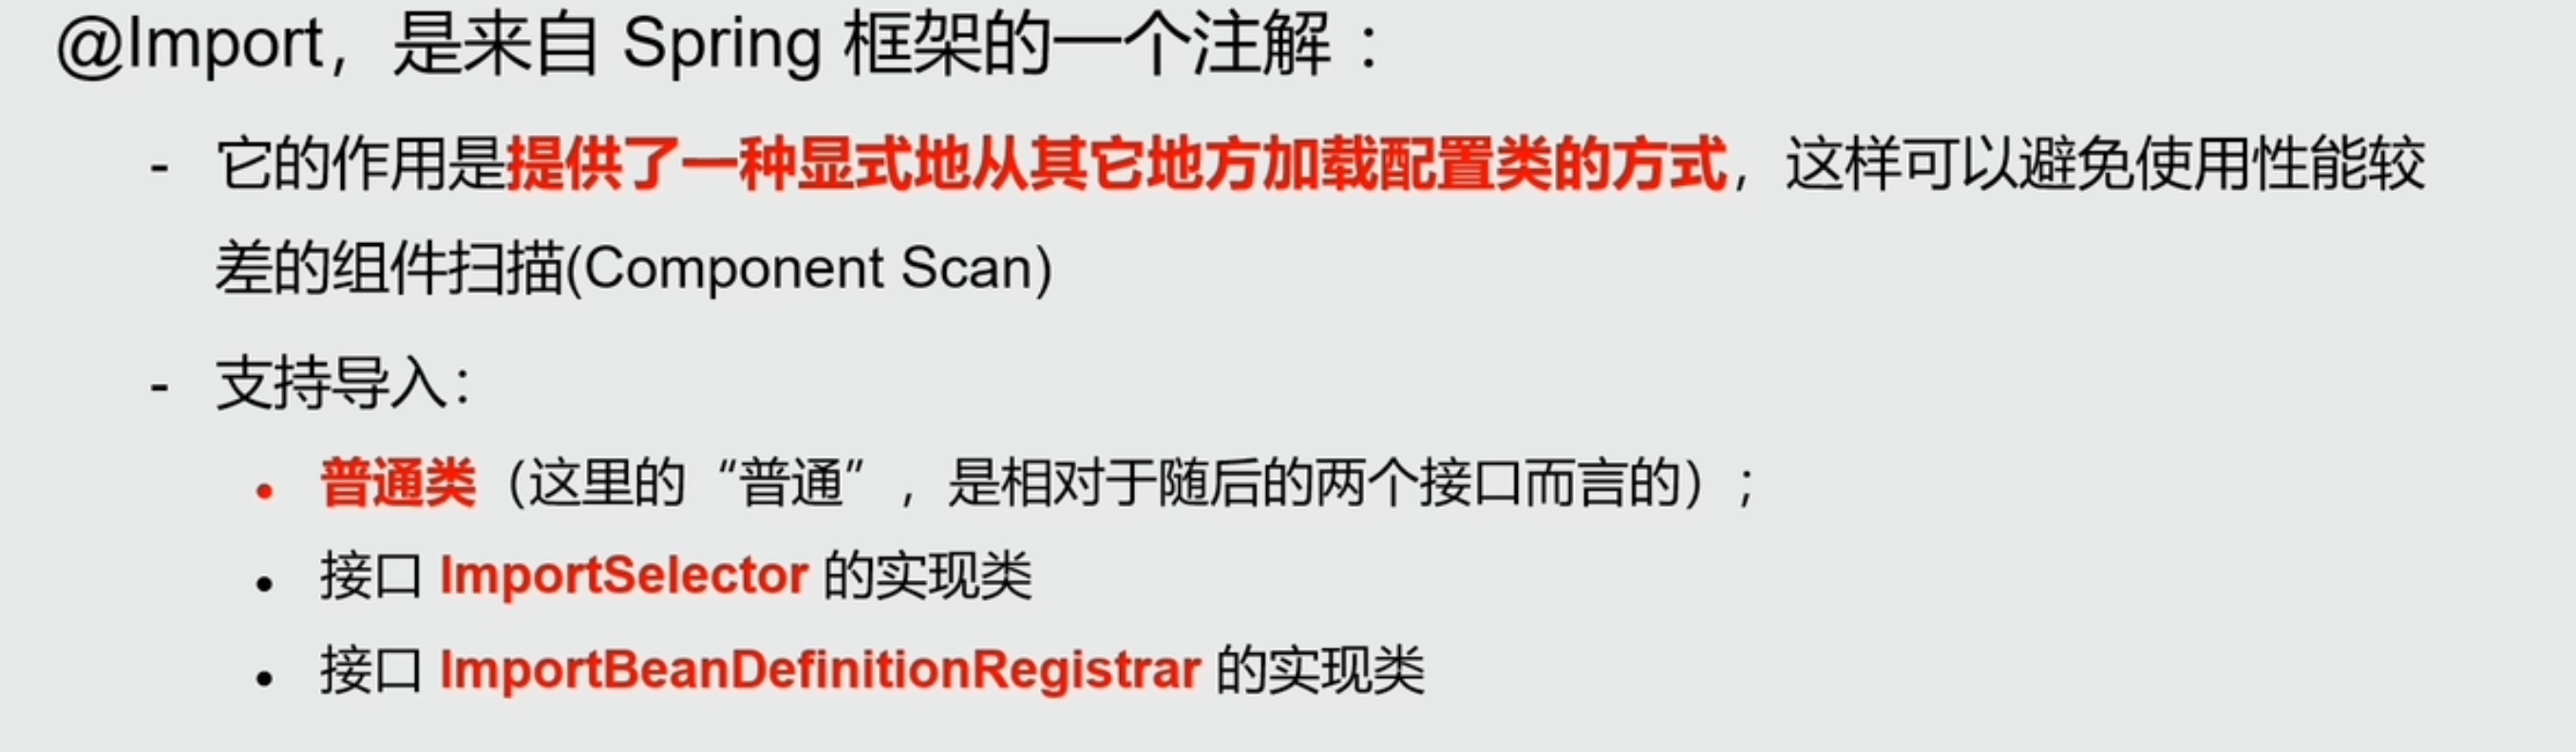 @Import，是来自 Spring 框架的一个注解：
- 它的作用是提供了一种显式地从其它地方加载配置类的方式，这样可以避免使用性能较
差的组件扫描(Component Scan)
- 支持导入：
• 普通类（这里的“普通”，是相对于随后的两个接口而言的）；
• 接口 ImportSelector 的实现类
• 接口 ImportBeanDefinitionRegistrar 的实现类